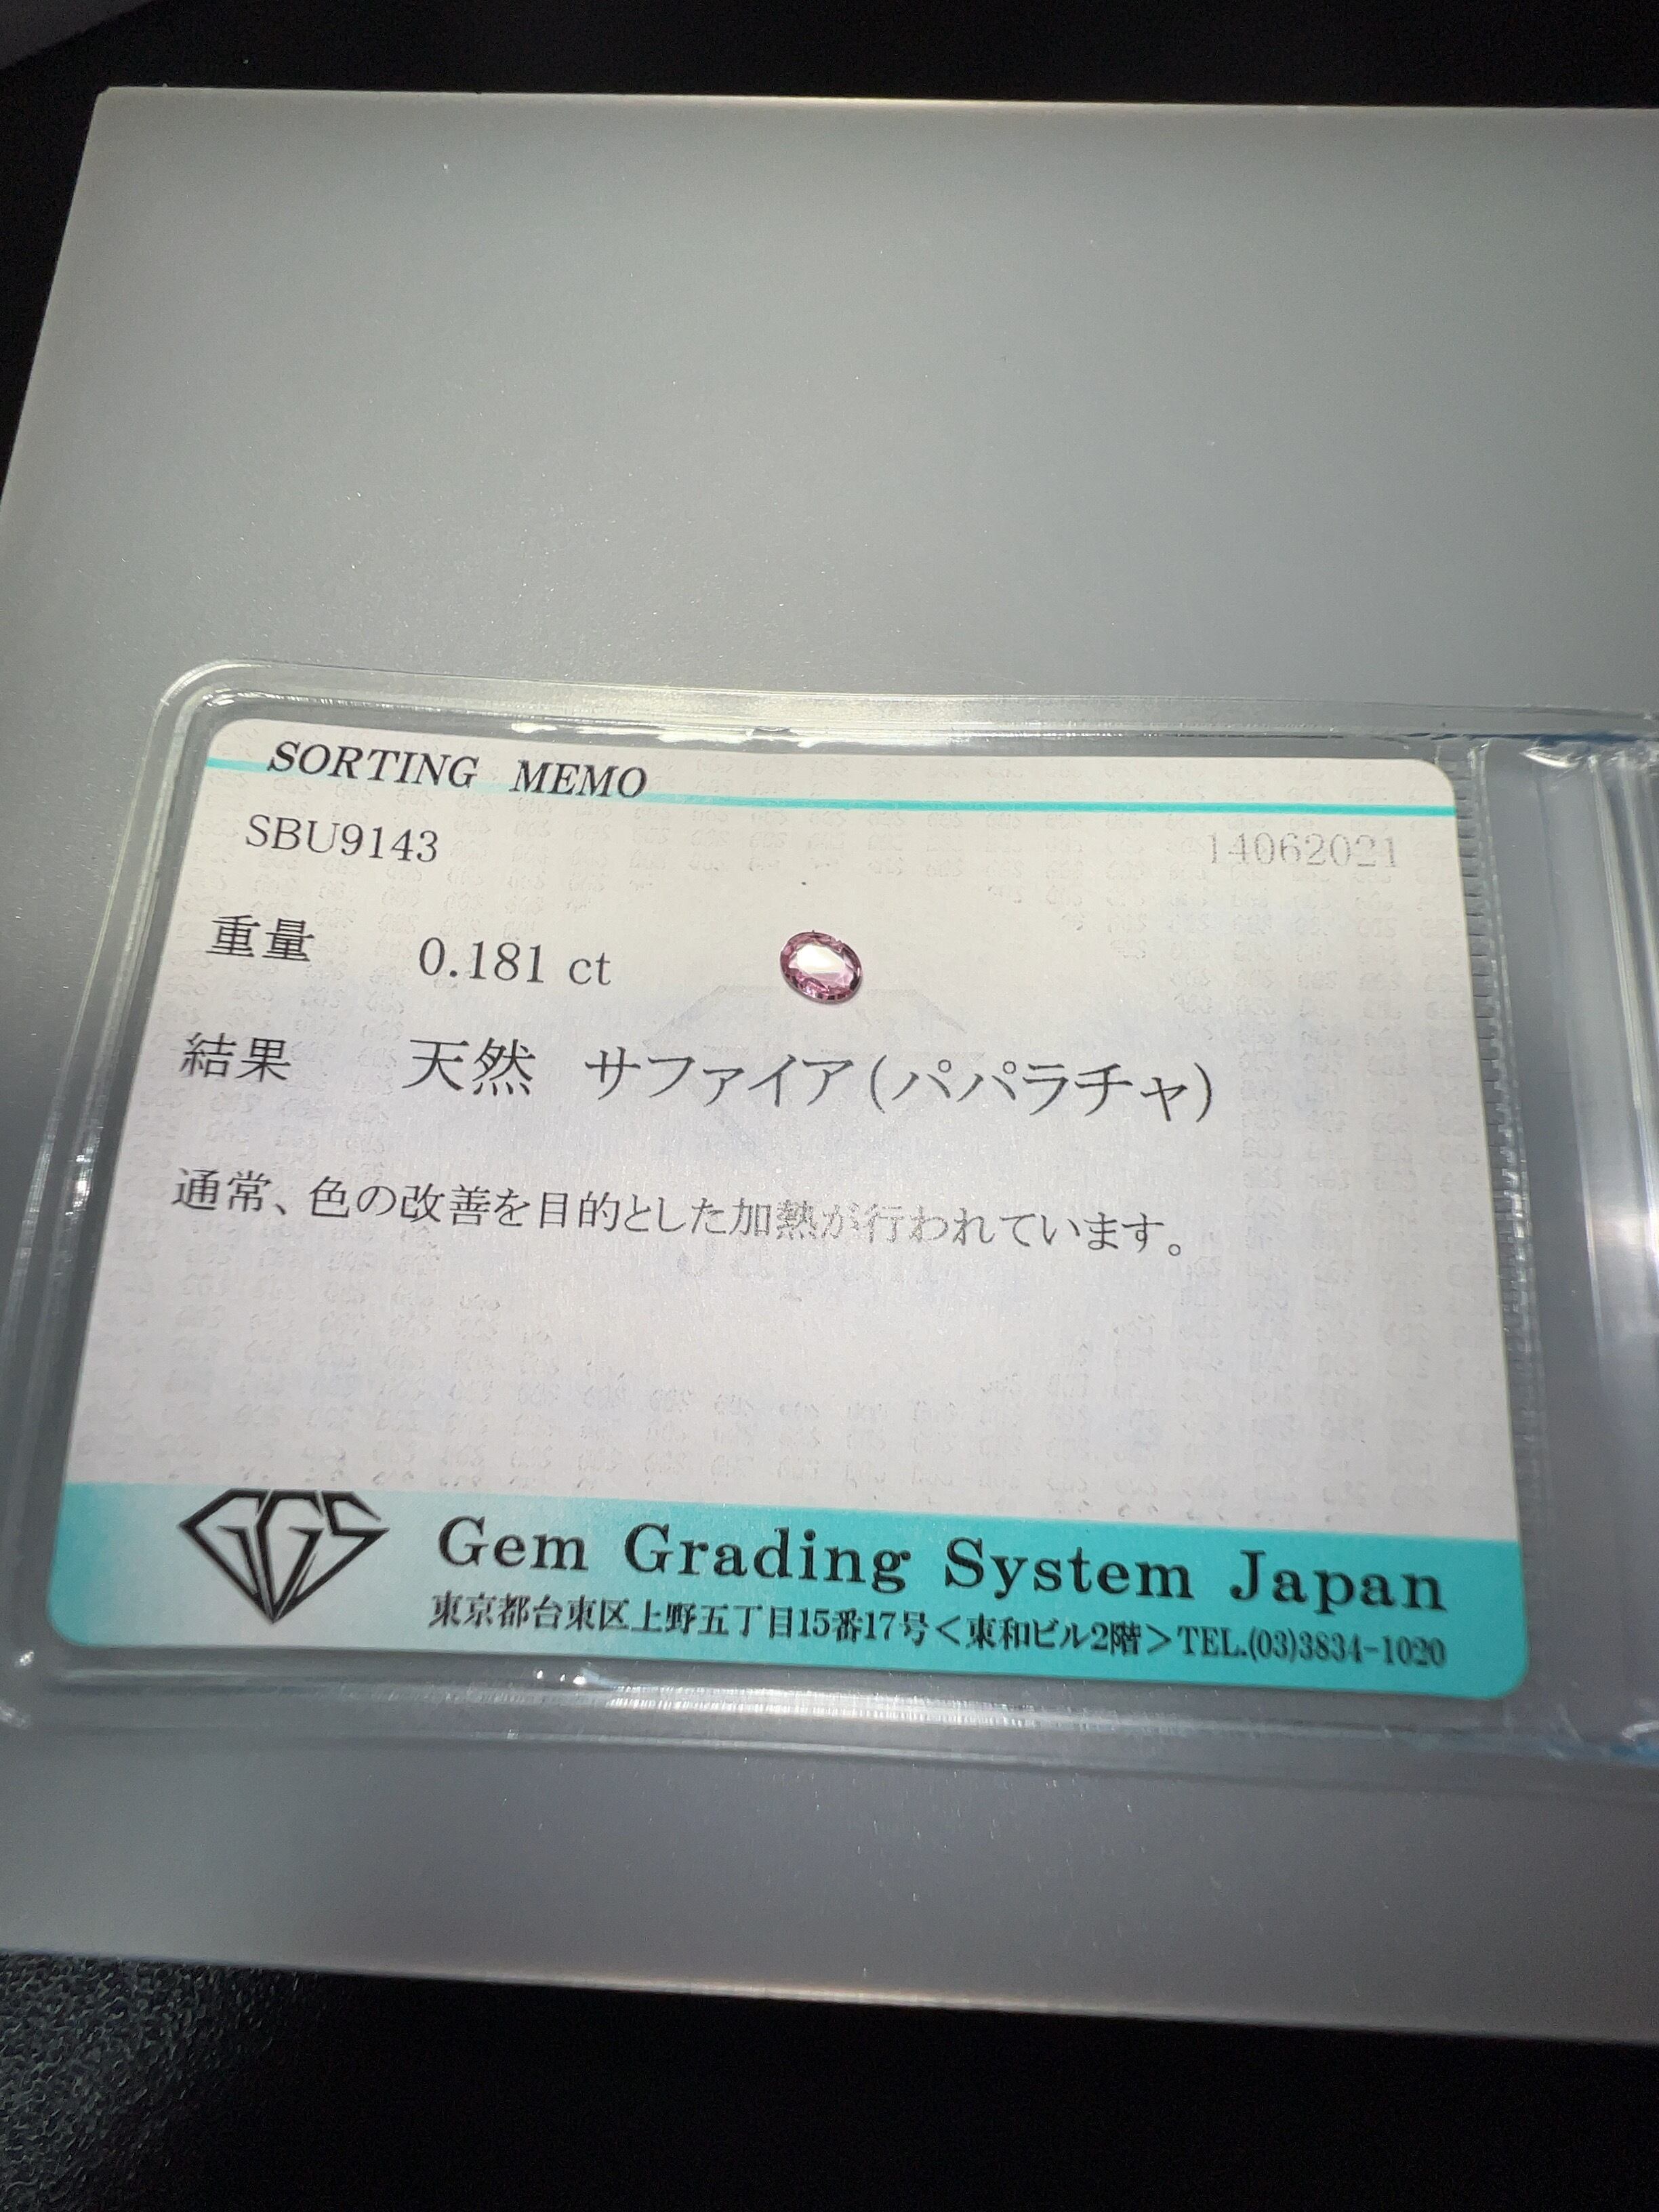 SORTING MEMO
SBU9143
14062021
重量 0.181 ct
結果 天然 サファイア(パパラチャ)
通常、色の改善を目的とした加熱が行われています。
GGS
Gem Grading System Japan
東京都台東区上野五丁目15番17号<東和ビル2階>TEL.(03)3834-1020